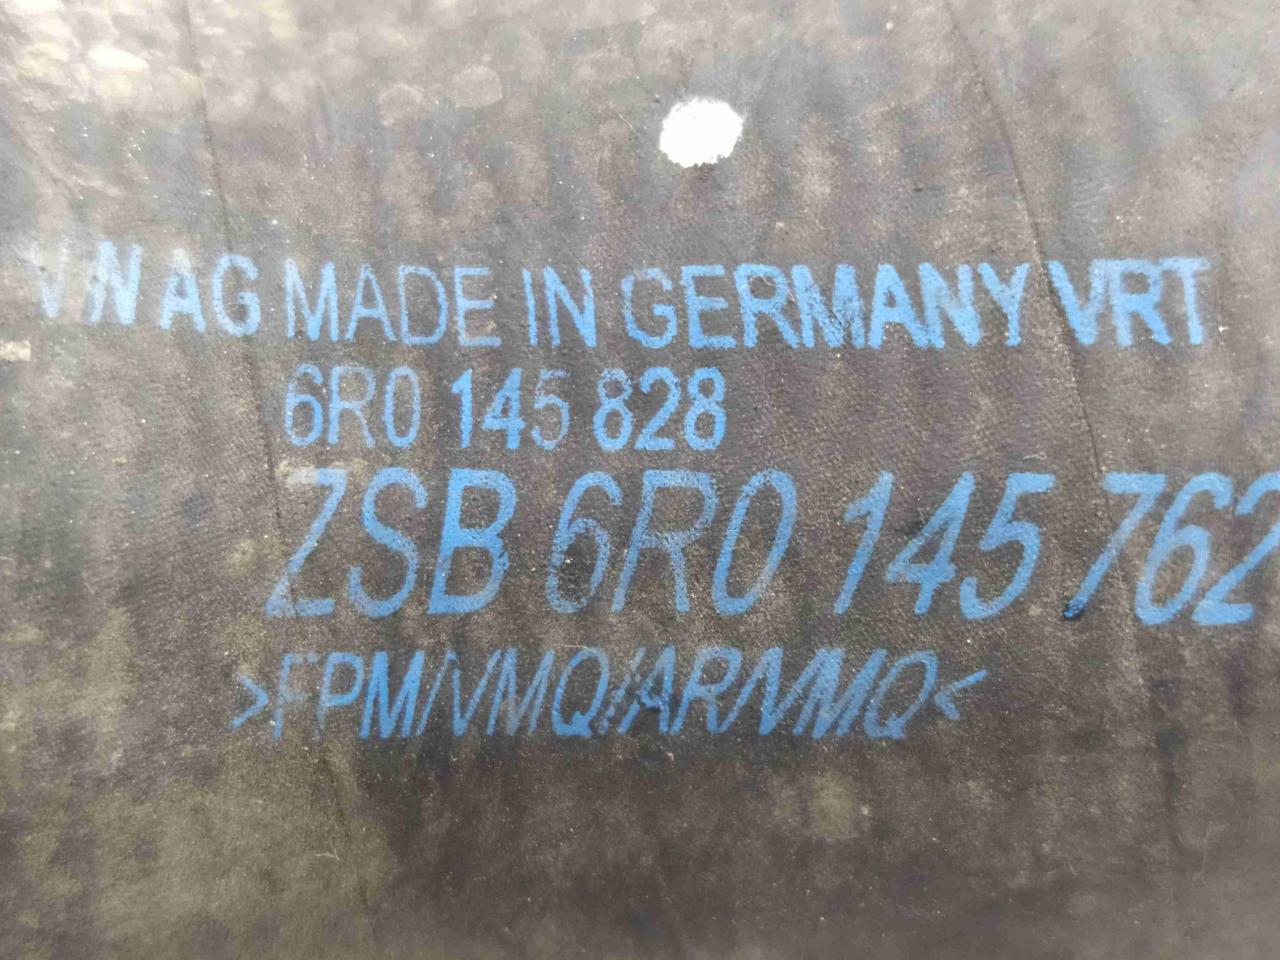 VW AG MADE IN GERMANY VRT
6R0 145 828
ZSB 6R0 145 762
>FPM/VMQ/AR/VMQ<